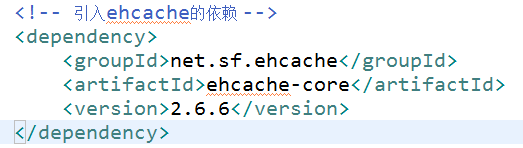 <!-- 引入ehcache的依赖 -->
<dependency>
<groupId>net.sf.ehcache</groupId>
<artifactId>ehcache-core</artifactId>
<version>2.6.6</version>
</dependency>